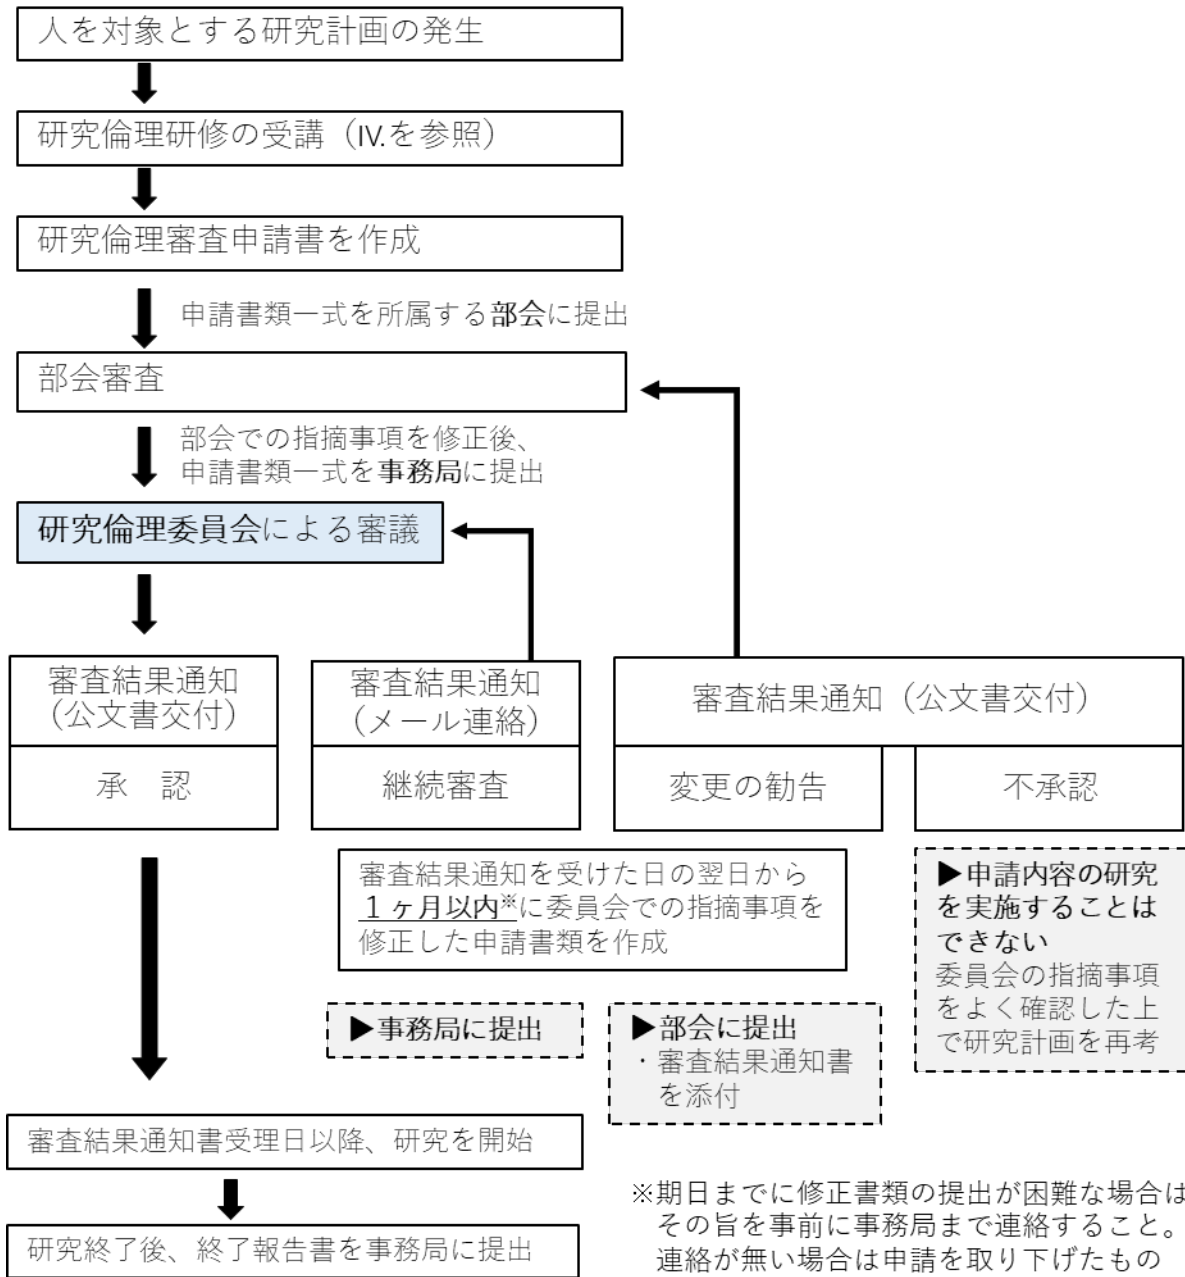 人を対象とする研究計画の発生
研究倫理研修の受講（Ⅳ.を参照）
研究倫理審査申請書を作成
申請書類一式を所属する部会に提出
部会審査
部会での指摘事項を修正後、
申請書類一式を事務局に提出
研究倫理委員会による審議
審査結果通知
（公文書交付）
承　認
審査結果通知
（メール連絡）
継続審査
審査結果通知（公文書交付）
変更の勧告
不承認
審査結果通知を受けた日の翌日から
１ヶ月以内※に委員会での指摘事項を
修正した申請書類を作成
▶事務局に提出
▶部会に提出
・審査結果通知書
を添付
▶申請内容の研究
を実施することは
できない
委員会の指摘事項
をよく確認した上
で研究計画を再考
審査結果通知書受理日以降、研究を開始
研究終了後、終了報告書を事務局に提出
※期日までに修正書類の提出が困難な場合は
その旨を事前に事務局まで連絡すること。
連絡が無い場合は申請を取り下げたもの